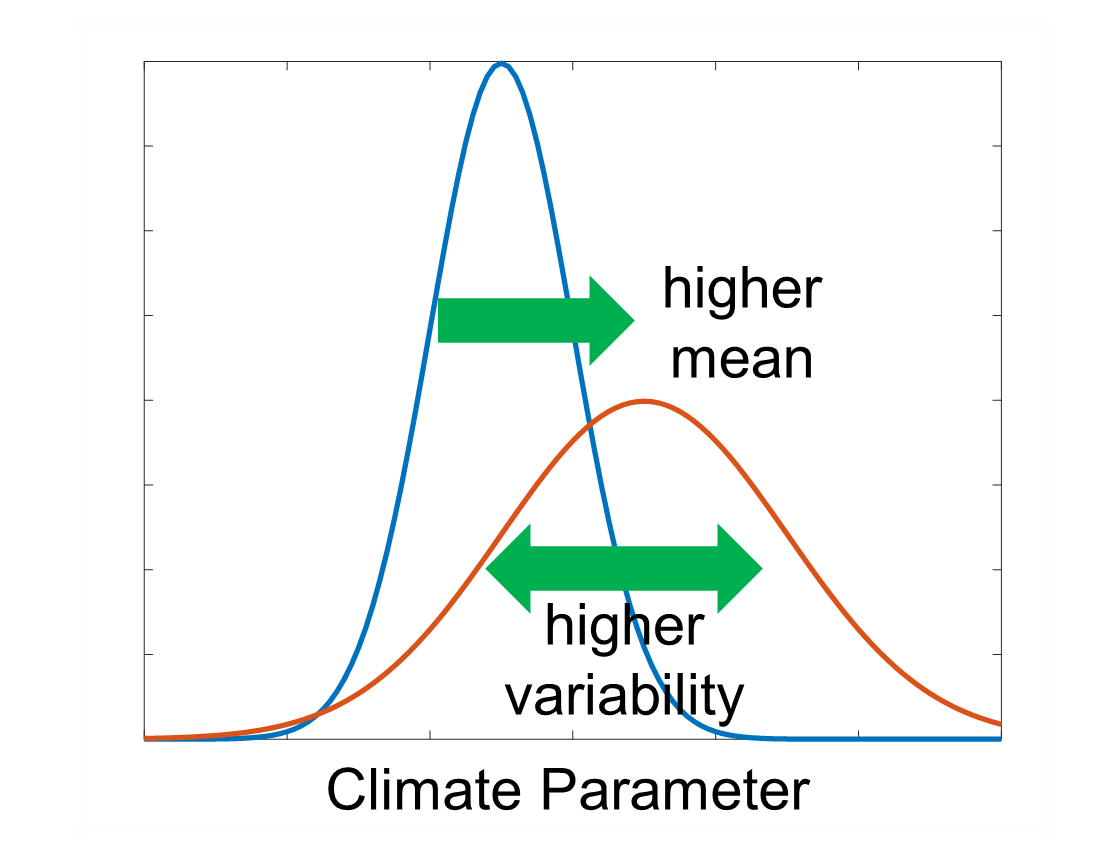 higher
mean
higher
variability
Climate Parameter